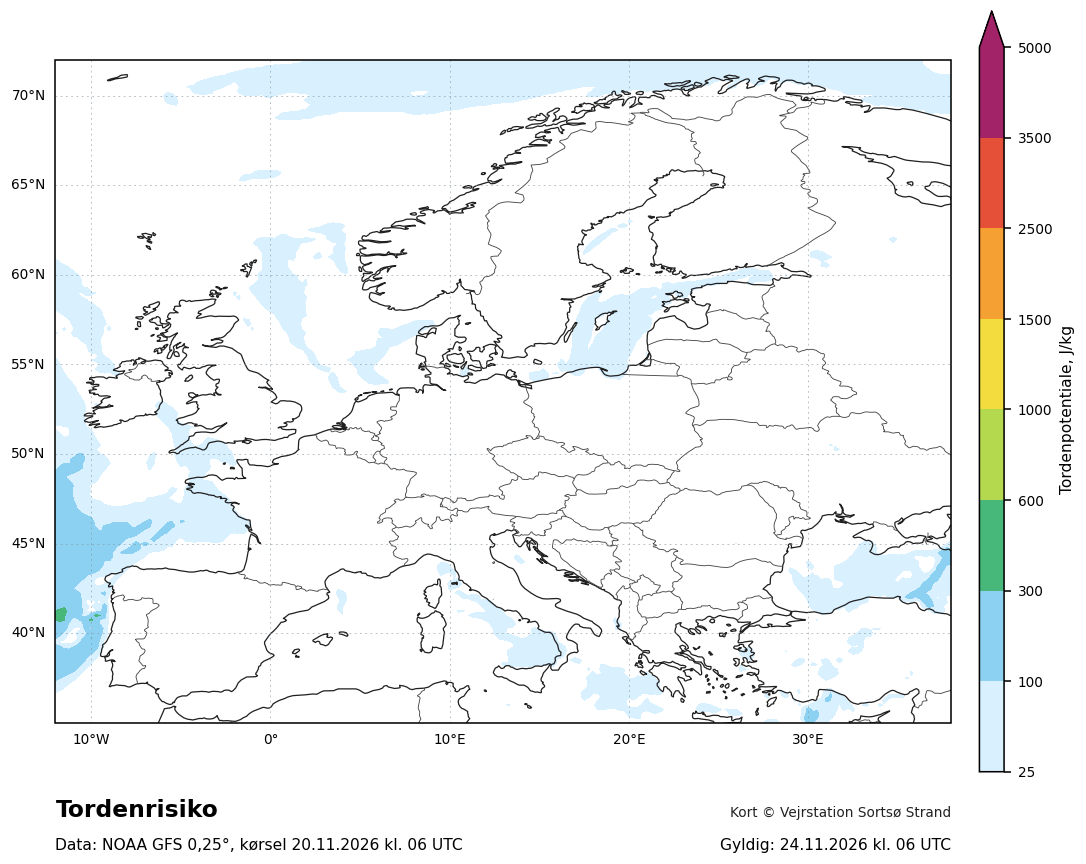 70°N
65°N
60°N
55°N
50°N
45°N
40°N
10°W
0°
10°E
20°E
30°E
5000
3500
2500
1500
1000
600
300
100
25
Tordenpotentiale, J/kg
Tordenrisiko
Kort © Vejrstation Sortsø Strand
Data: NOAA GFS 0,25°, kørsel 20.11.2026 kl. 06 UTC
Gyldig: 24.11.2026 kl. 06 UTC